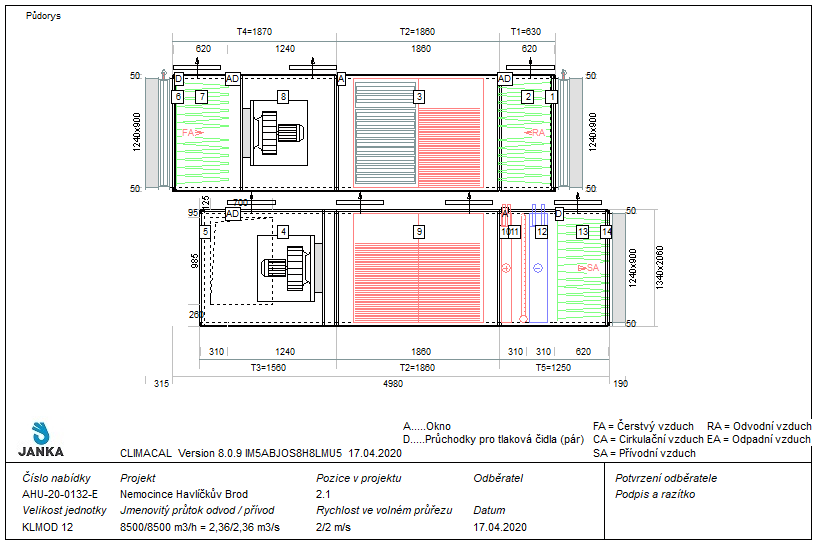 Půdorys
T4=1870 T2=1860 T1=630
620 1240 1860 620
50 50
D AD A AD
6 7 8 3 2 1
1240x900 FA RA 1240x900
50 50
125 700
95 AD A D 50
5 4 9 10 11 12 13 14
985 SA 1240x900 1340x2060
260 50
310 1240 1860 310 310 620
T3=1560 T2=1860 T5=1250
315 4980 190
JANKA
A.....Okno
D.....Průchodky pro tlaková čidla (pár)
FA = Čerstvý vzduch RA = Odvodní vzduch
CA = Cirkulační vzduch EA = Odpadní vzduch
SA = Přívodní vzduch
CLIMACAL Version 8.0.9 IM5ABJOS8H8LMU5 17.04.2020
Číslo nabídky Projekt Pozice v projektu Odběratel Potvrzení odběratele
AHU-20-0132-E Nemocince Havlíčkův Brod 2.1 Podpis a razítko
Velikost jednotky Jmenovitý průtok odvod / přívod Rychlost ve volném průřezu Datum
KLMOD 12 8500/8500 m3/h = 2,36/2,36 m3/s 2/2 m/s 17.04.2020